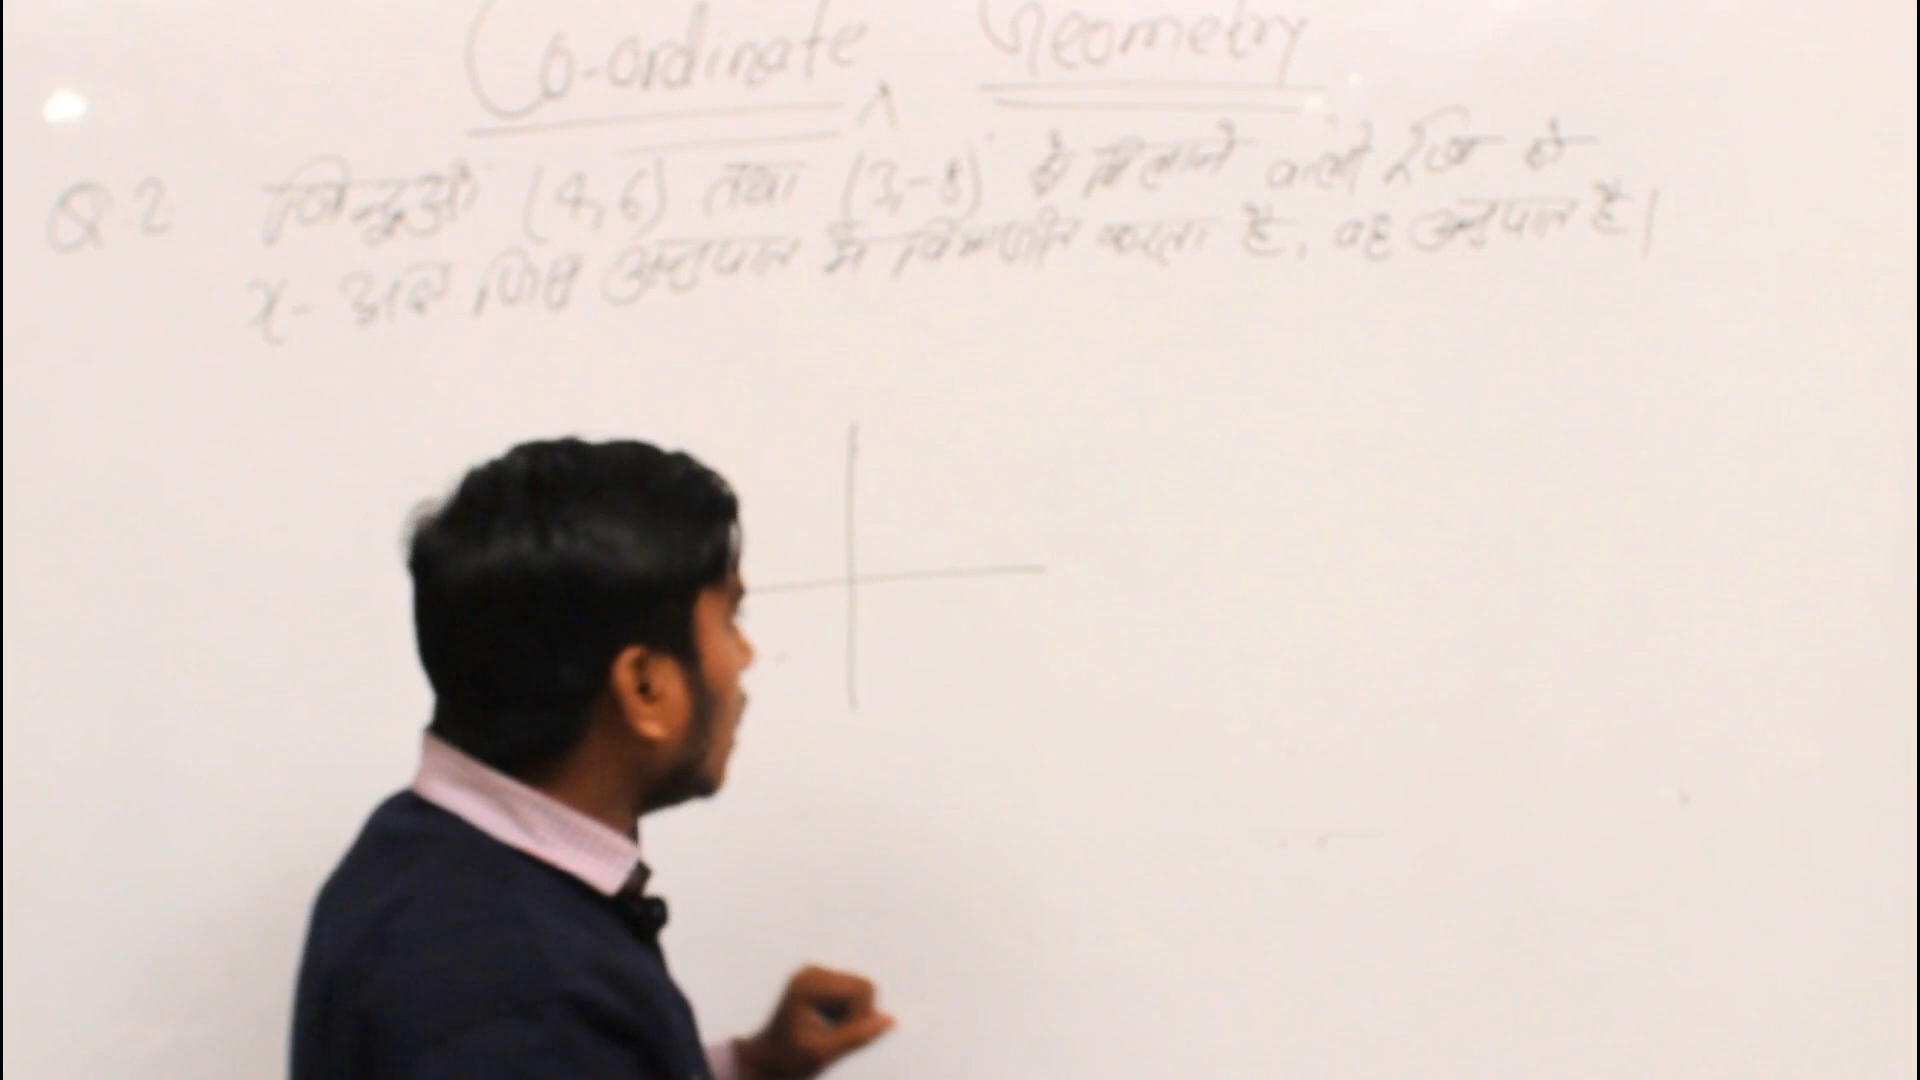 Co-ordinate Geometry
Q.2 बिन्दुओं (4,6) तथा (3,-8) के मिलाने वाली रेखा को
x- अक्ष जिस अनुपात में विभाजीत करता है, वह अनुपात है।